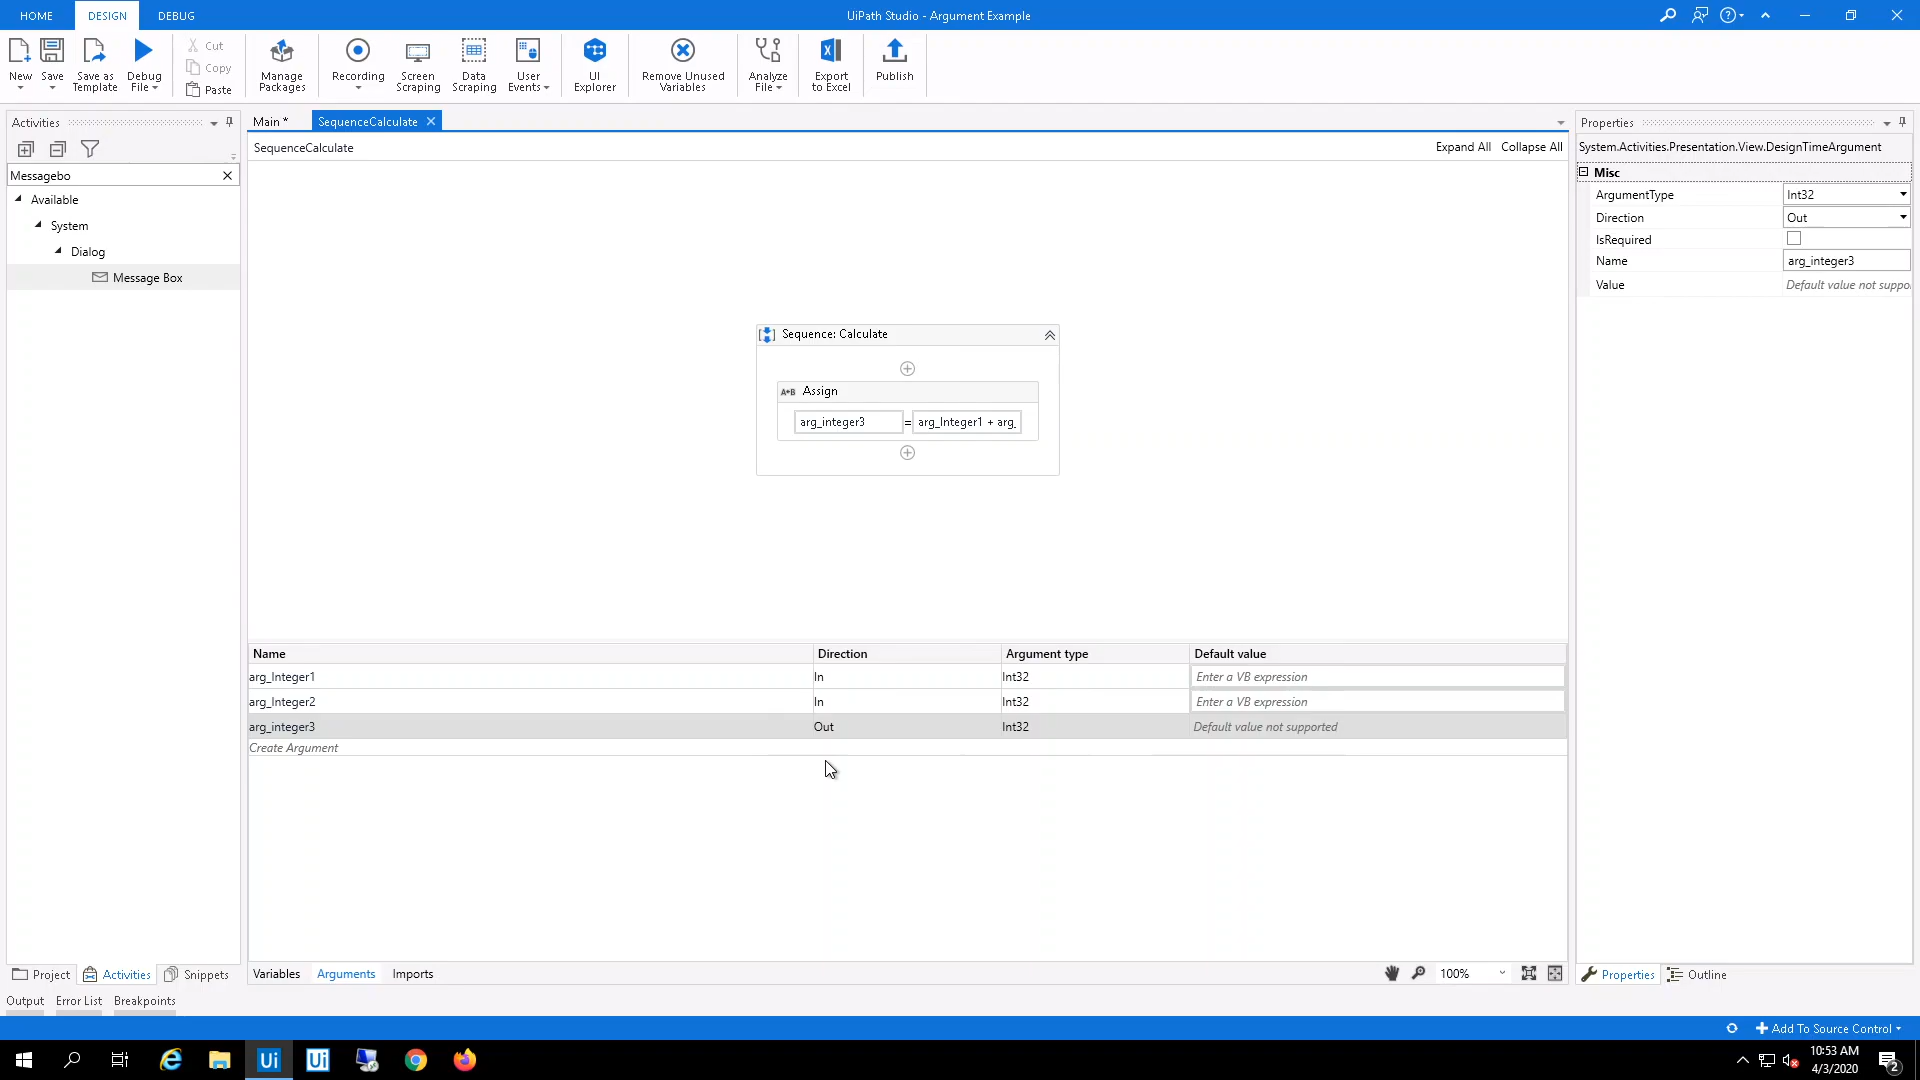 HOME DESIGN DEBUG UiPath Studio - Argument Example
New Save Save as Template Debug File Cut Copy Paste Manage Packages Recording Screen Scraping Data Scraping User Events UI Explorer Remove Unused Variables Analyze File Export to Excel Publish
Activities
Messagebo
Available
System
Dialog
Message Box
Main * SequenceCalculate
SequenceCalculate Expand All Collapse All
Sequence: Calculate
A+B Assign
arg_integer3 = arg_Integer1 + arg_
Name Direction Argument type Default value
arg_Integer1 In Int32 Enter a VB expression
arg_Integer2 In Int32 Enter a VB expression
arg_integer3 Out Int32 Default value not supported
Create Argument
Properties
System.Activities.Presentation.View.DesignTimeArgument
Misc
ArgumentType Int32
Direction Out
IsRequired
Name arg_integer3
Value Default value not suppo
Project Activities Snippets Variables Arguments Imports 100% Properties Outline
Output Error List Breakpoints
Add To Source Control
Ui Ui 10:53 AM
4/3/2020 2